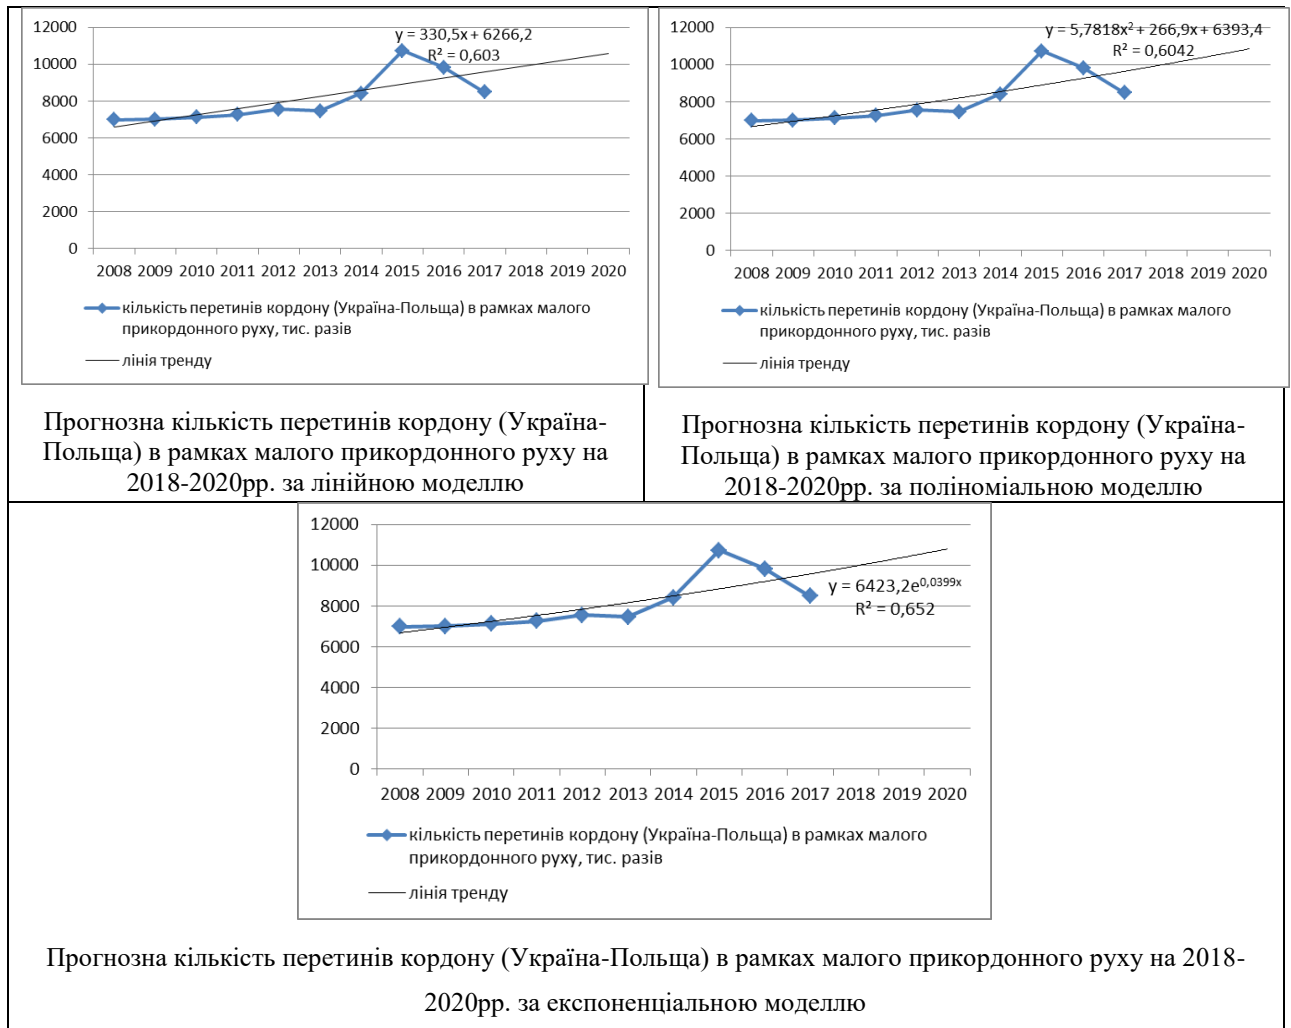 12000
10000
8000
6000
4000
2000
0
y = 330,5x + 6266,2
R² = 0,603
2008 2009 2010 2011 2012 2013 2014 2015 2016 2017 2018 2019 2020
кількість перетинів кордону (Україна-Польща) в рамках малого
прикордонного руху, тис. разів
лінія тренду
Прогнозна кількість перетинів кордону (Україна-
Польща) в рамках малого прикордонного руху на
2018-2020рр. за лінійною моделлю
12000
10000
8000
6000
4000
2000
0
y = 5,7818x² + 266,9x + 6393,4
R² = 0,6042
2008 2009 2010 2011 2012 2013 2014 2015 2016 2017 2018 2019 2020
кількість перетинів кордону (Україна-Польща) в рамках малого
прикордонного руху, тис. разів
лінія тренду
Прогнозна кількість перетинів кордону (Україна-
Польща) в рамках малого прикордонного руху на
2018-2020рр. за поліноміальною моделлю
12000
10000
8000
6000
4000
2000
0
y = 6423,2e^0,0399x
R² = 0,652
2008 2009 2010 2011 2012 2013 2014 2015 2016 2017 2018 2019 2020
кількість перетинів кордону (Україна-Польща) в рамках малого
прикордонного руху, тис. разів
лінія тренду
Прогнозна кількість перетинів кордону (Україна-Польща) в рамках малого прикордонного руху на 2018-
2020рр. за експоненціальною моделлю